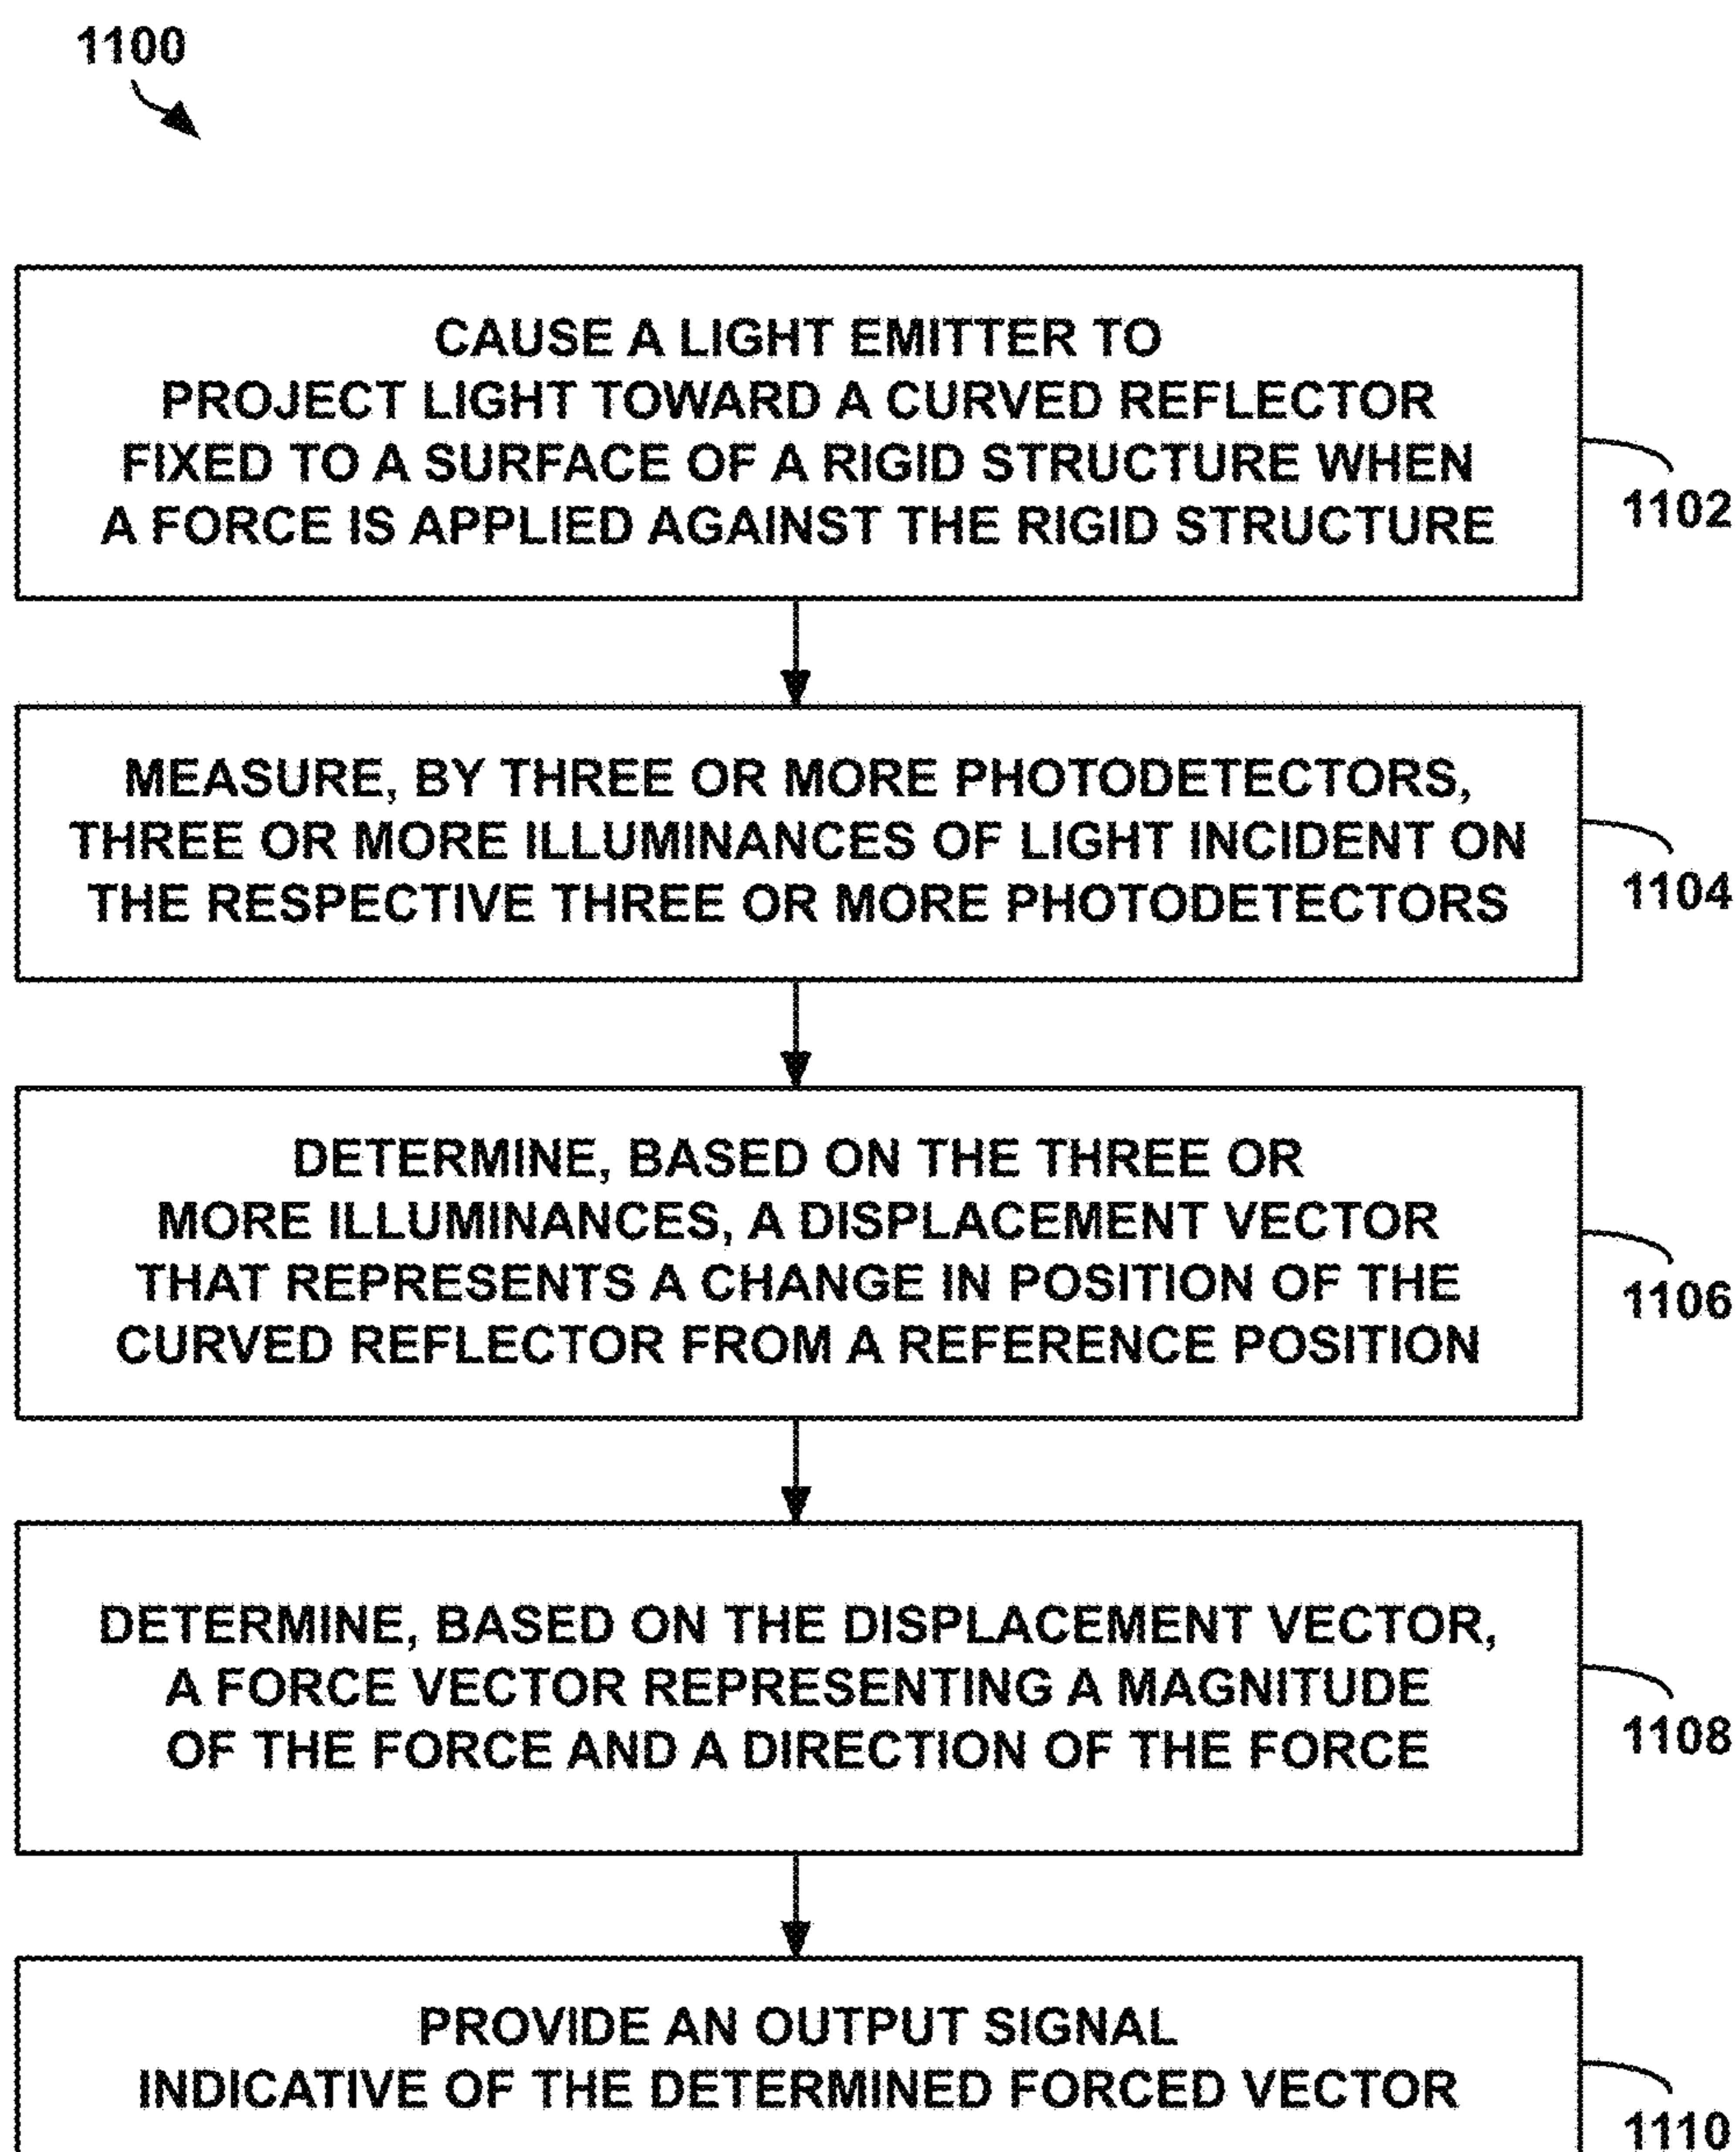 1100
CAUSE A LIGHT EMITTER TO
PROJECT LIGHT TOWARD A CURVED REFLECTOR
FIXED TO A SURFACE OF A RIGID STRUCTURE WHEN
A FORCE IS APPLIED AGAINST THE RIGID STRUCTURE
1102
MEASURE, BY THREE OR MORE PHOTODETECTORS,
THREE OR MORE ILLUMINANCES OF LIGHT INCIDENT ON
THE RESPECTIVE THREE OR MORE PHOTODETECTORS
1104
DETERMINE, BASED ON THE THREE OR
MORE ILLUMINANCES, A DISPLACEMENT VECTOR
THAT REPRESENTS A CHANGE IN POSITION OF THE
CURVED REFLECTOR FROM A REFERENCE POSITION
1106
DETERMINE, BASED ON THE DISPLACEMENT VECTOR,
A FORCE VECTOR REPRESENTING A MAGNITUDE
OF THE FORCE AND A DIRECTION OF THE FORCE
1108
PROVIDE AN OUTPUT SIGNAL
INDICATIVE OF THE DETERMINED FORCED VECTOR
1110